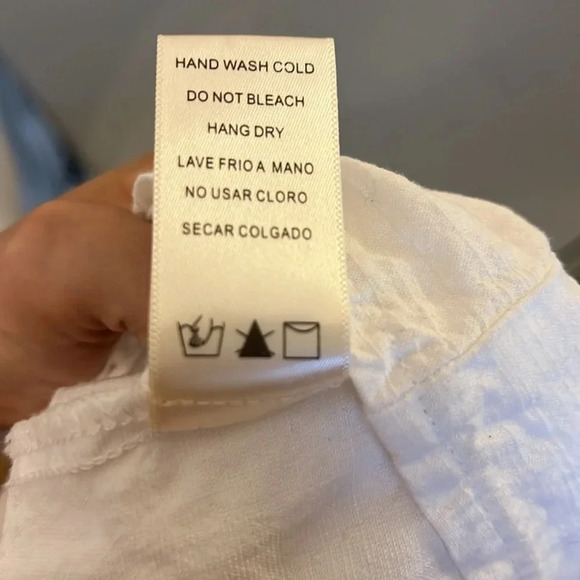 HAND WASH COLD
DO NOT BLEACH
HANG DRY
LAVE FRIO A MANO
NO USAR CLORO
SECAR COLGADO